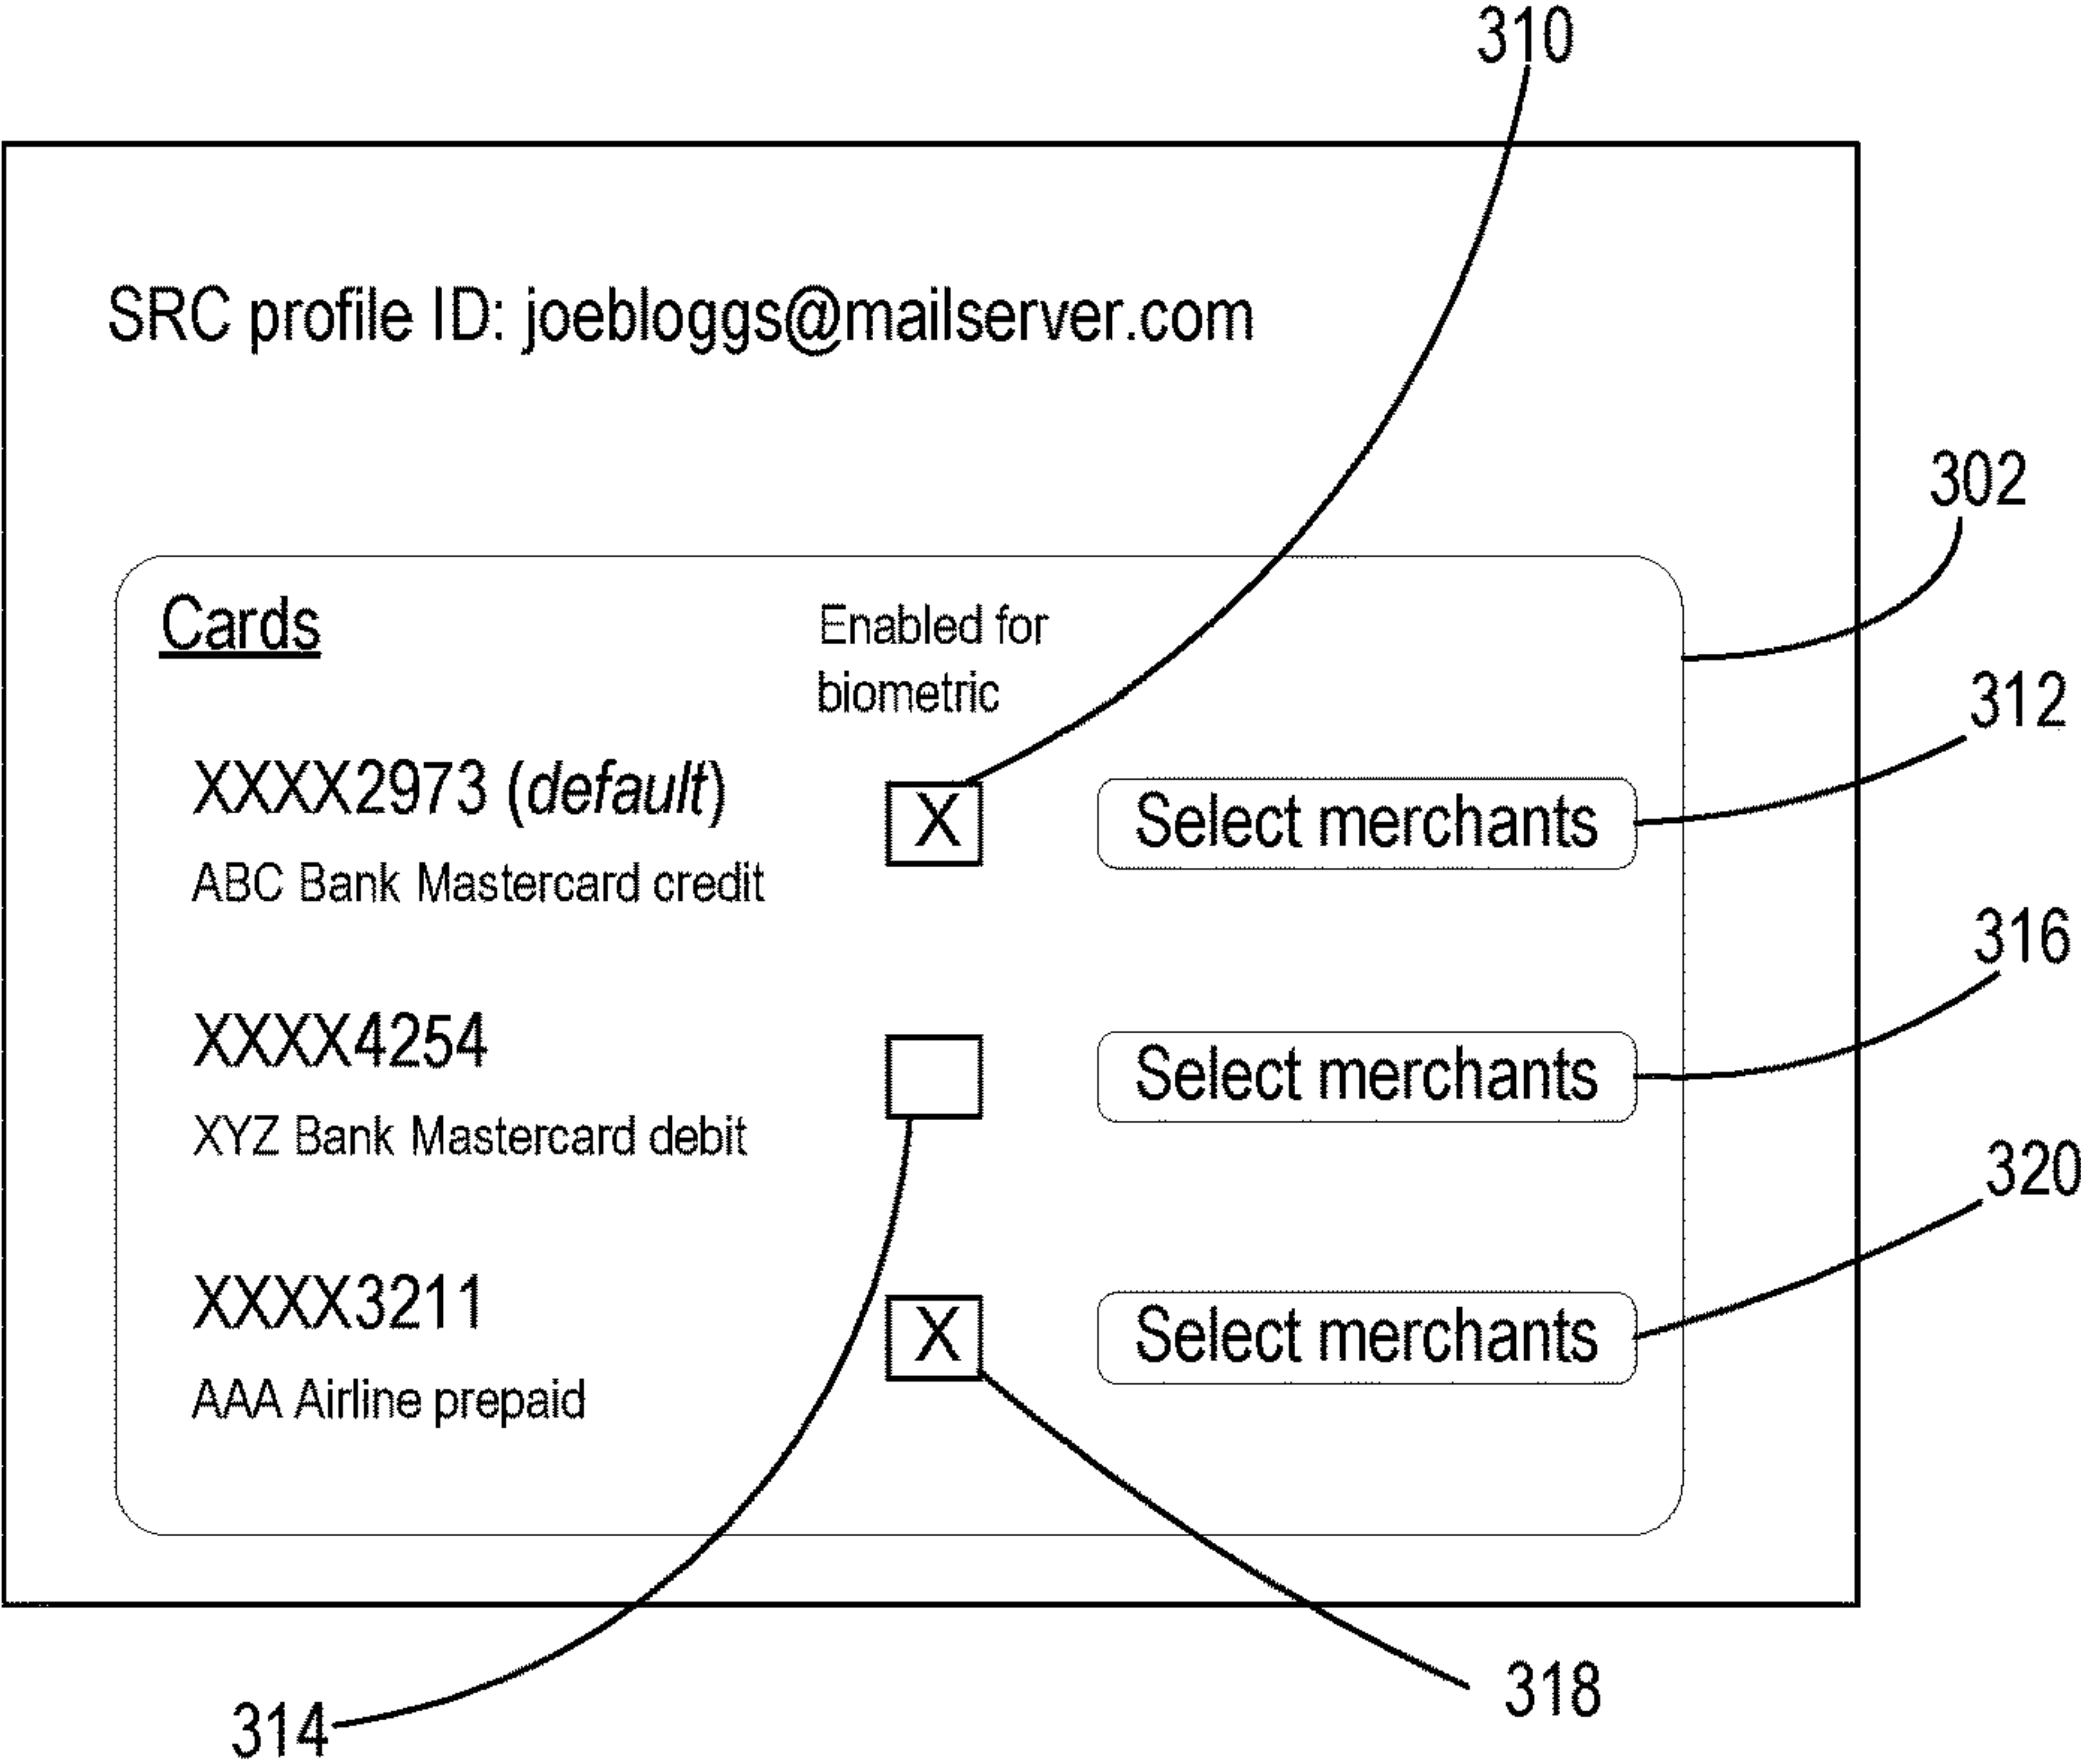 310
SRC profile ID: joebloggs@mailserver.com
302
Cards
Enabled for
biometric
312
XXXX2973 (default)
X
Select merchants
ABC Bank Mastercard credit
316
XXXX4254
Select merchants
XYZ Bank Mastercard debit
320
XXXX3211
X
Select merchants
AAA Airline prepaid
318
314